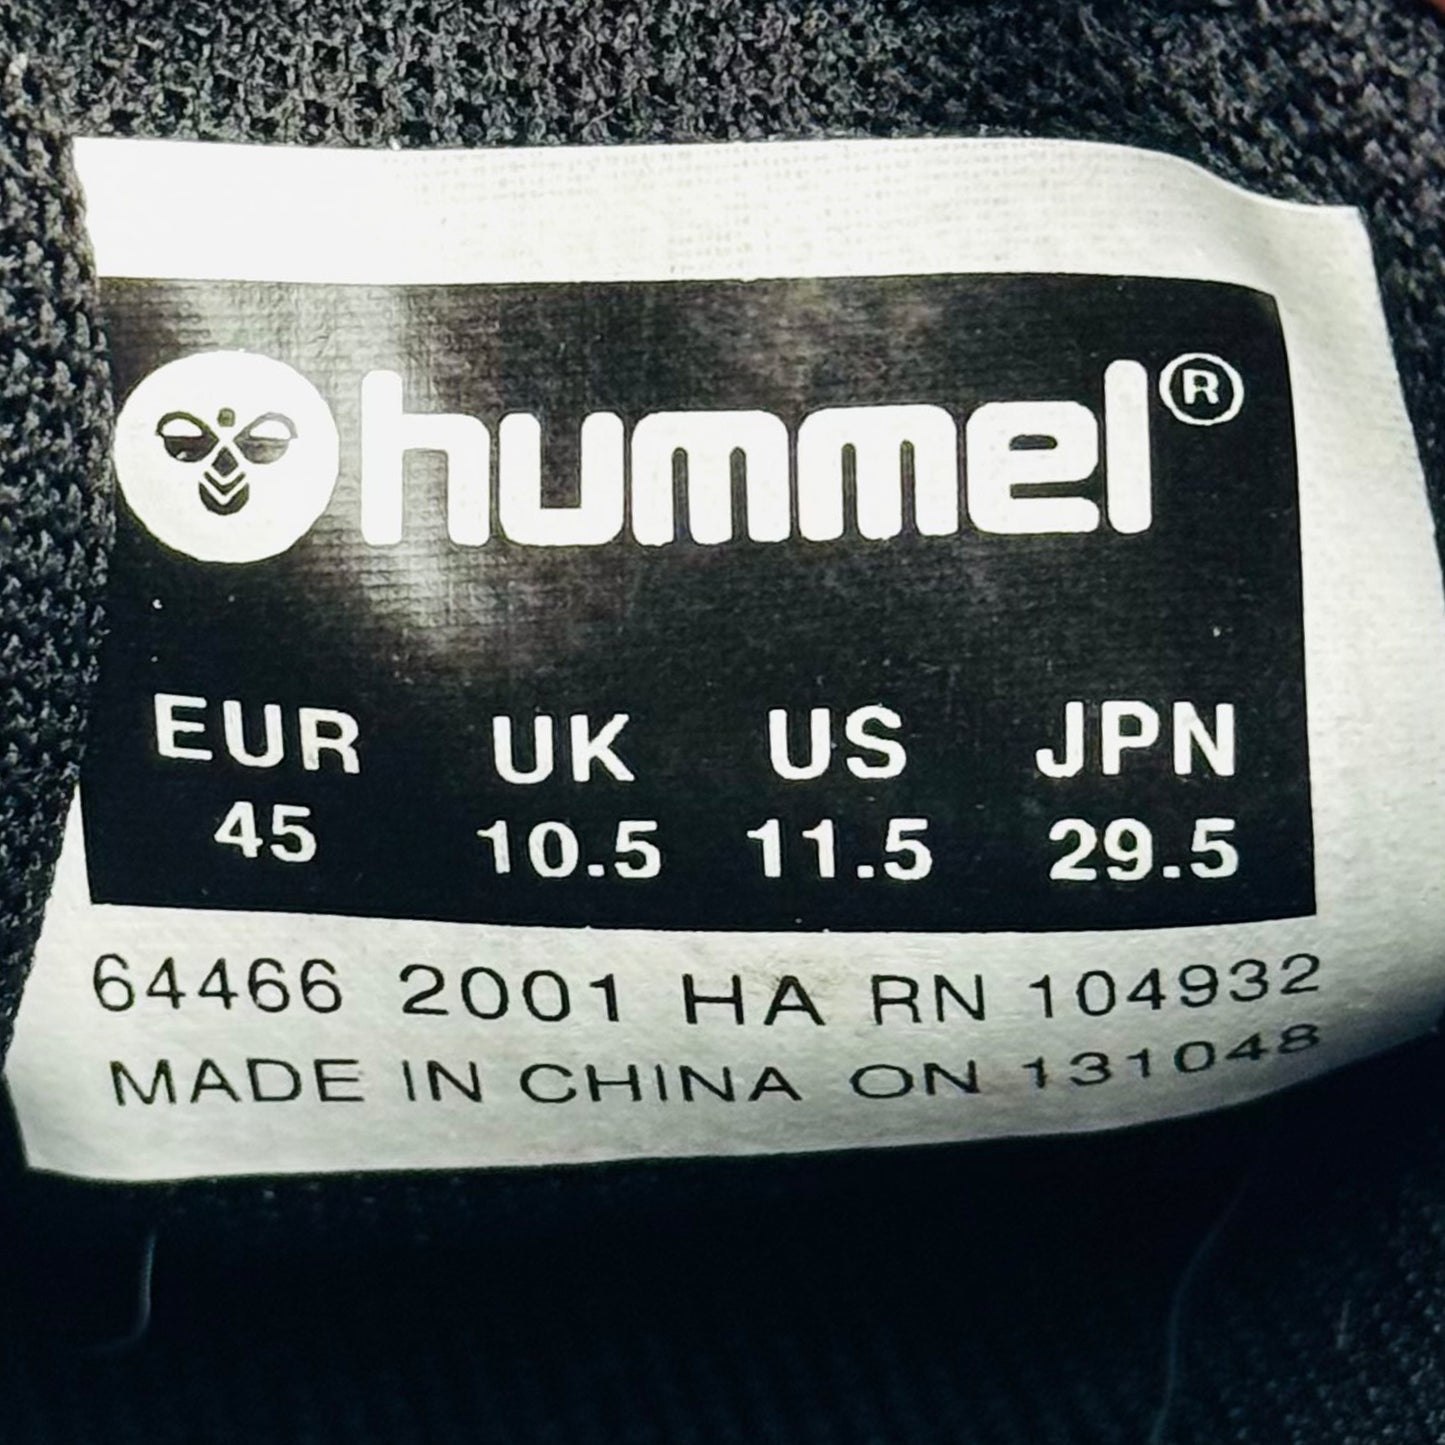 hummel®
EUR UK US JPN
45 10.5 11.5 29.5
64466 2001 HA RN 104932
MADE IN CHINA ON 131048